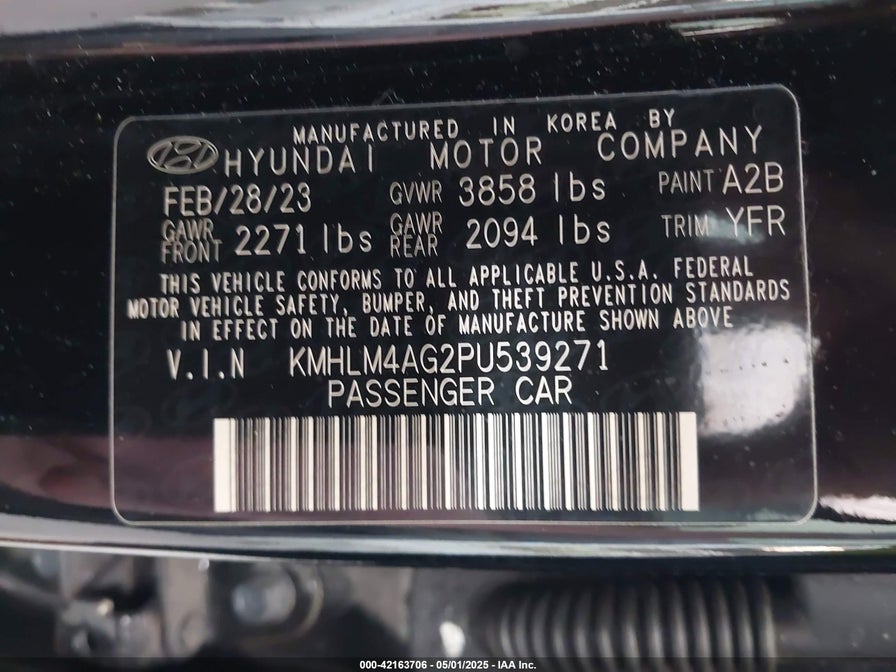 MANUFACTURED IN KOREA BY
HYUNDAI MOTOR COMPANY
FEB/28/23 GVWR 3858 lbs PAINT A2B
GAWR FRONT 2271 lbs GAWR REAR 2094 lbs TRIM YFR
THIS VEHICLE CONFORMS TO ALL APPLICABLE U.S.A. FEDERAL
MOTOR VEHICLE SAFETY, BUMPER, AND THEFT PREVENTION STANDARDS
IN EFFECT ON THE DATE OF MANUFACTURE SHOWN ABOVE
V.I.N KMHLM4AG2PU539271
PASSENGER CAR
000-42163706 - 05/01/2025 - IAA Inc.